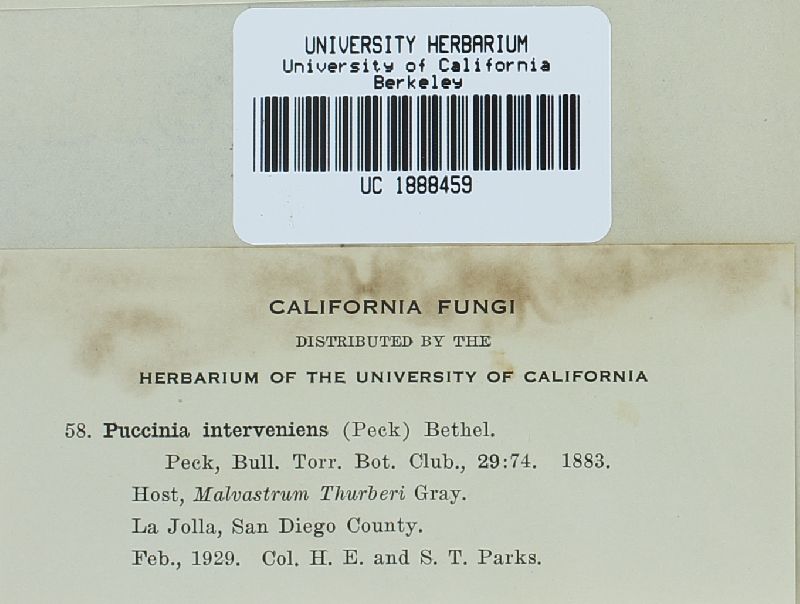 UNIVERSITY HERBARIUM
University of California
Berkeley
UC 1888459
CALIFORNIA FUNGI
DISTRIBUTED BY THE
HERBARIUM OF THE UNIVERSITY OF CALIFORNIA
58. Puccinia interveniens (Peck) Bethel.
Peck, Bull. Torr. Bot. Club., 29:74. 1883.
Host, Malvastrum Thurberi Gray.
La Jolla, San Diego County.
Feb., 1929. Col. H. E. and S. T. Parks.